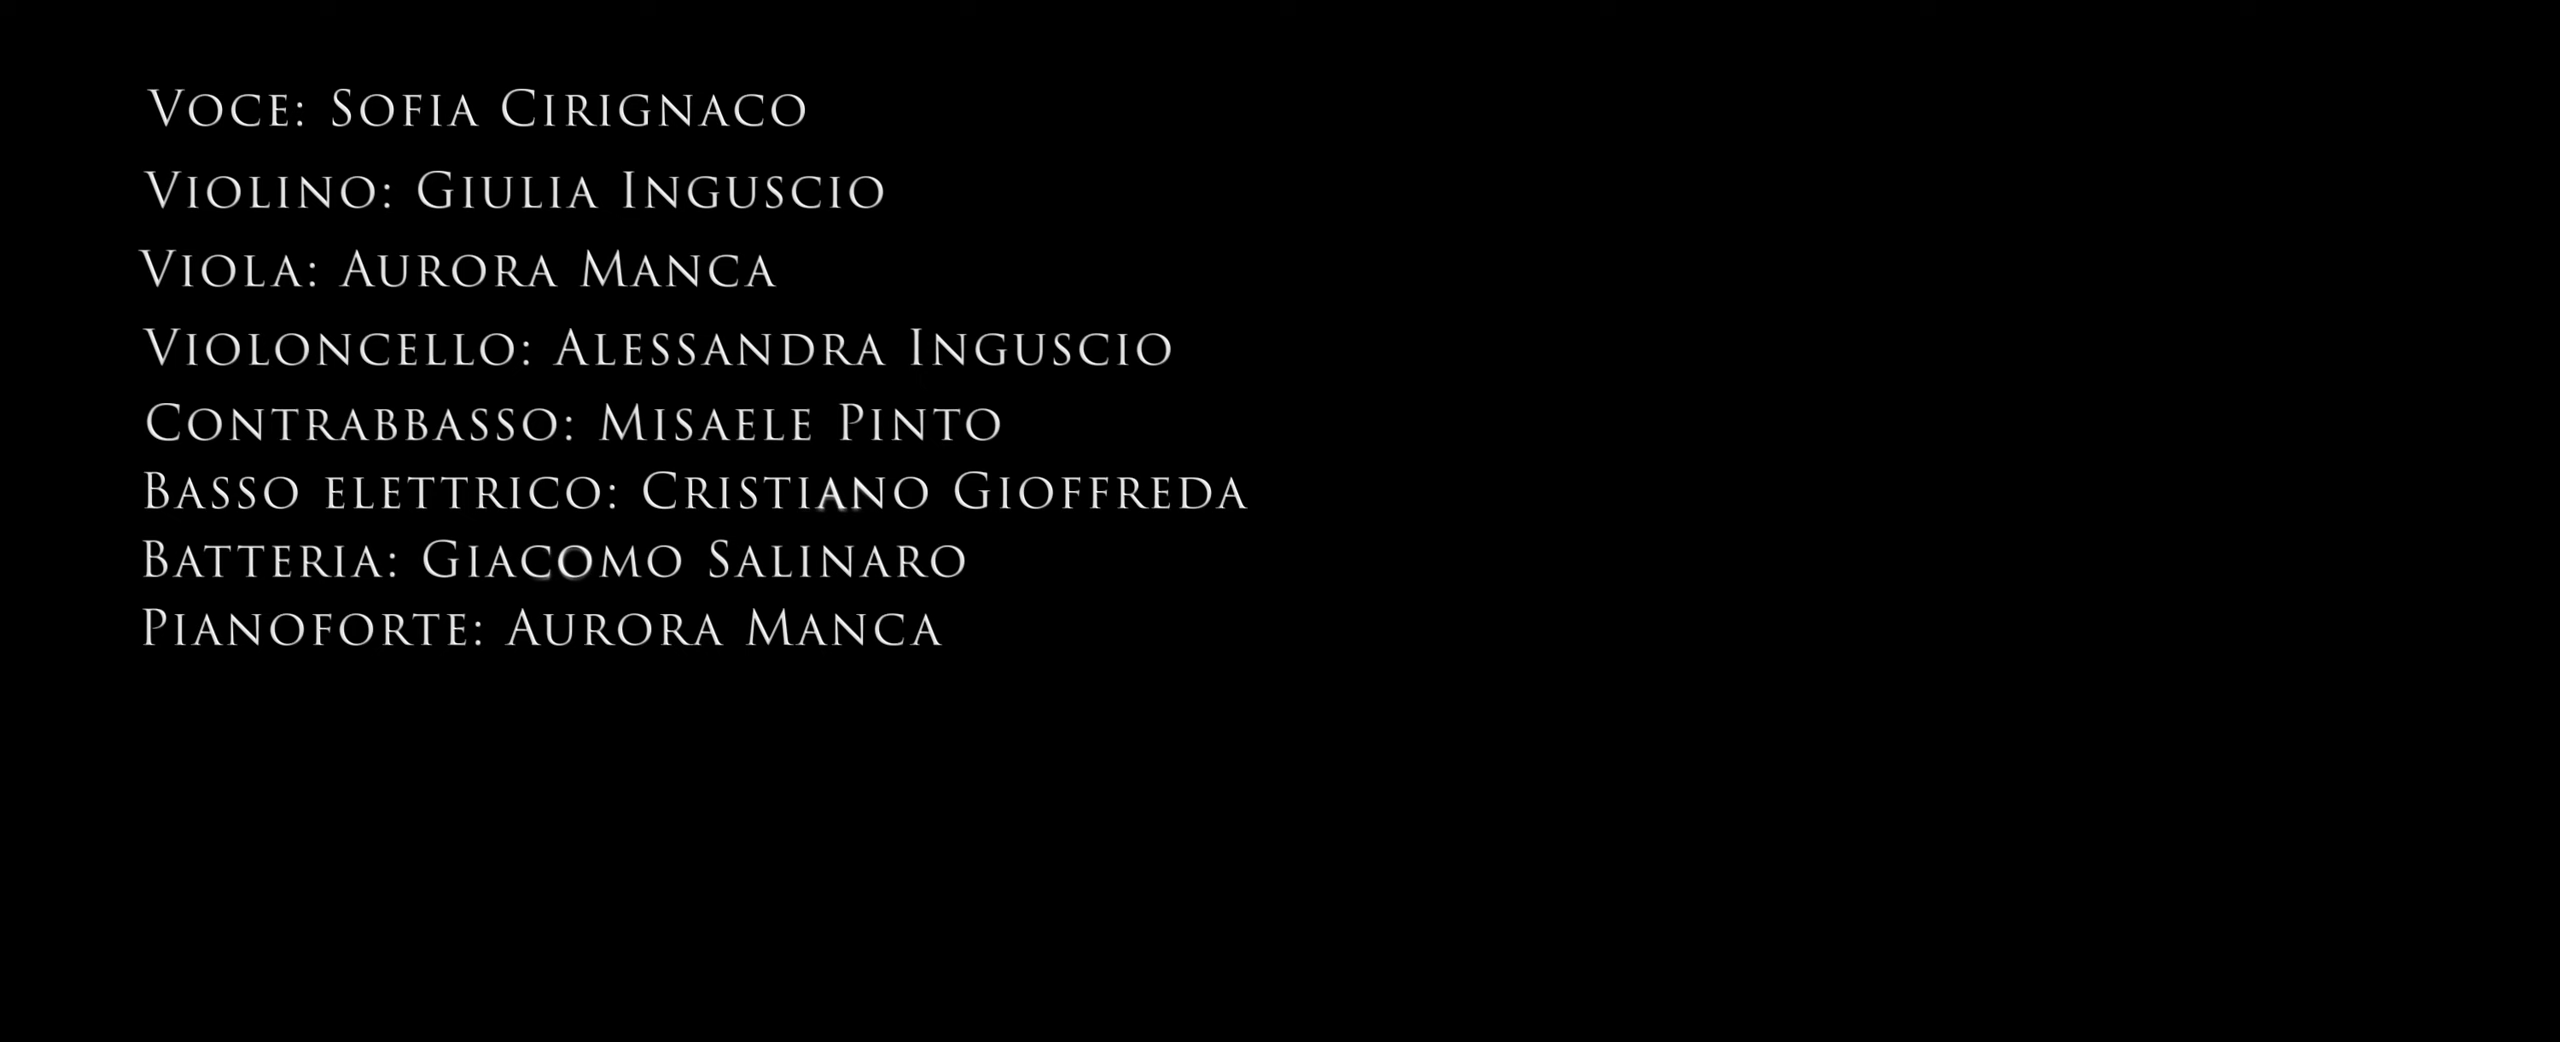 Voce: Sofia Cirignaco
Violino: Giulia Inguscio
Viola: Aurora Manca
Violoncello: Alessandra Inguscio
Contrabbasso: Misaele Pinto
Basso elettrico: Cristiano Gioffreda
Batteria: Giacomo Salinaro
Pianoforte: Aurora Manca